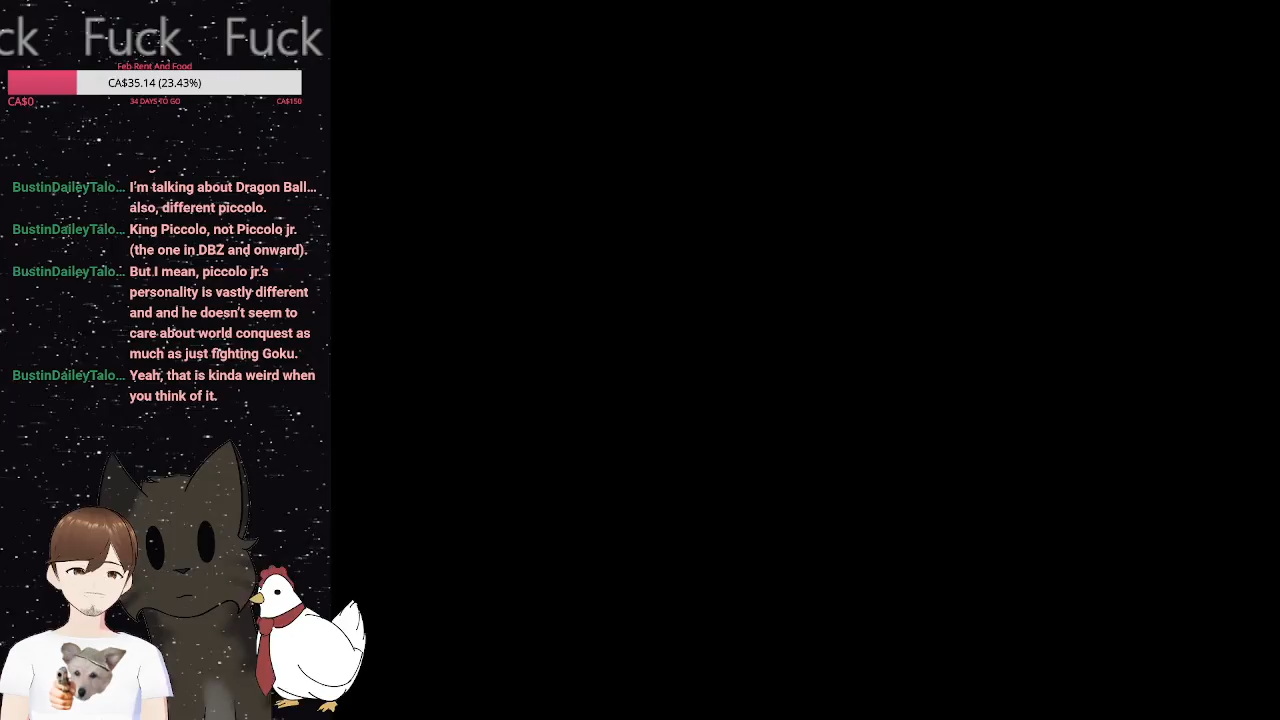 ck Fuck Fuck
Feb Rent And Food
CA$35.14 (23.43%)
CA$0 34 DAYS TO GO CA$150
BustinDaileyTalo... I'm talking about Dragon Ball...
also, different piccolo.
BustinDaileyTalo... King Piccolo, not Piccolo jr.
(the one in DBZ and onward).
BustinDaileyTalo... But I mean, piccolo jr.'s
personality is vastly different
and and he doesn't seem to
care about world conquest as
much as just fighting Goku.
BustinDaileyTalo... Yeah, that is kinda weird when
you think of it.